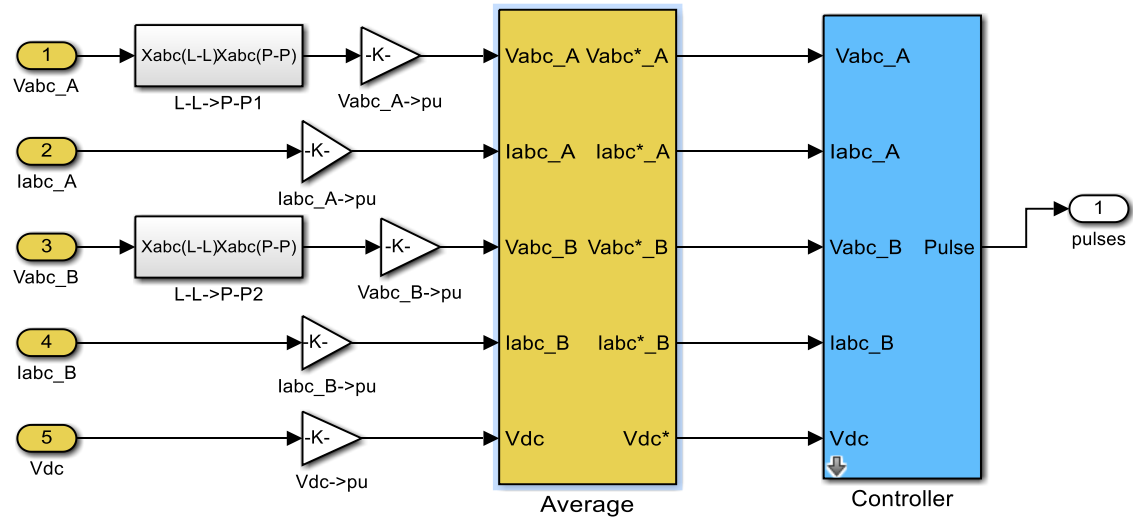 1
Vabc_A
Xabc(L-L)Xabc(P-P)
L-L->P-P1
-K-
Vabc_A->pu
2
Iabc_A
-K-
Iabc_A->pu
3
Vabc_B
Xabc(L-L)Xabc(P-P)
L-L->P-P2
-K-
Vabc_B->pu
4
Iabc_B
-K-
Iabc_B->pu
5
Vdc
-K-
Vdc->pu
Vabc_A Vabc*_A
Iabc_A Iabc*_A
Vabc_B Vabc*_B
Iabc_B Iabc*_B
Vdc Vdc*
Average
Vabc_A
Iabc_A
Vabc_B Pulse
Iabc_B
Vdc
Controller
1
pulses